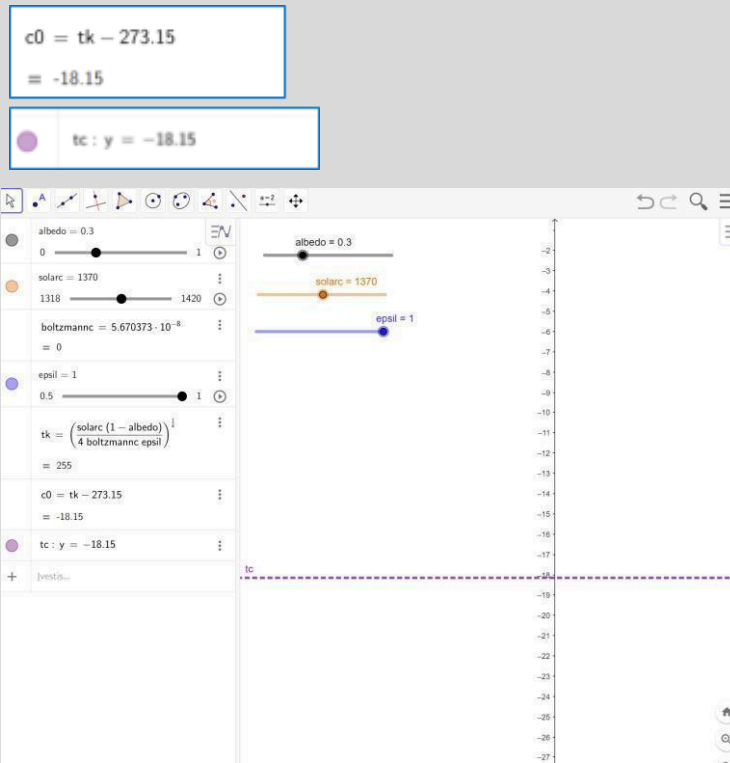 c0 = tk − 273.15
= -18.15
tc : y = −18.15
albedo = 0.3
0 1
solarc = 1370
1318 1420
boltzmannc = 5.670373 · 10⁻⁸
= 0
epsil = 1
0.5 1
tk = (solarc (1 − albedo) / 4 boltzmannc epsil)
= 255
c0 = tk − 273.15
= -18.15
tc : y = −18.15
+ Įvestis...
albedo = 0.3
solarc = 1370
epsil = 1
tc
−2
−3
−4
−5
−6
−7
−8
−9
−10
−11
−12
−13
−14
−15
−16
−17
−18
−19
−20
−21
−22
−23
−24
−25
−26
−27